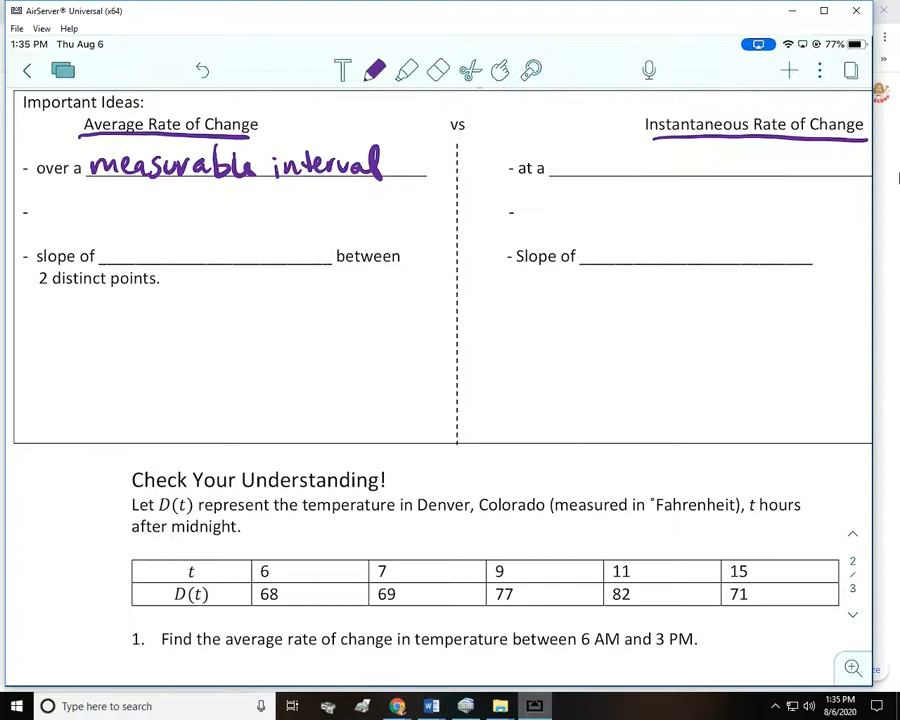 AirServer® Universal (x64)
File View Help
1:35 PM Thu Aug 6
77%
T
Important Ideas:
Average Rate of Change vs Instantaneous Rate of Change
- over a measurable interval
- at a
-
-
- slope of ____________ between
2 distinct points.
- Slope of ____________
Check Your Understanding!
Let D(t) represent the temperature in Denver, Colorado (measured in ˚Fahrenheit), t hours
after midnight.
t 6 7 9 11 15
D(t) 68 69 77 82 71
2
/
3
1. Find the average rate of change in temperature between 6 AM and 3 PM.
Type here to search
1:35 PM
8/6/2020